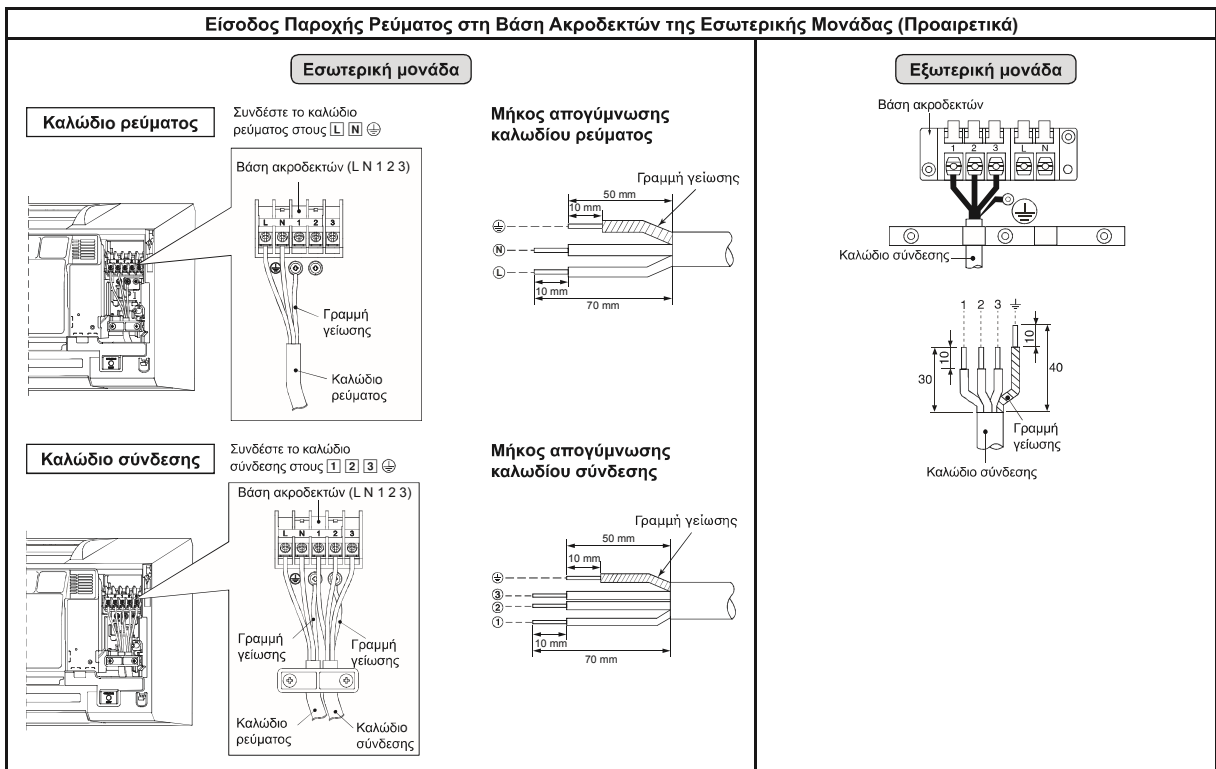 Είσοδος Παροχής Ρεύματος στη Βάση Ακροδεκτών της Εσωτερικής Μονάδας (Προαιρετικά)
Εσωτερική μονάδα
Καλώδιο ρεύματος
Συνδέστε το καλώδιο
ρεύματος στους L N ⏚
Βάση ακροδεκτών (L N 1 2 3)
L N 1 2 3
Γραμμή
γείωσης
Καλώδιο
ρεύματος
Μήκος απογύμνωσης
καλωδίου ρεύματος
Γραμμή γείωσης
50 mm
10 mm
⏚
N
L
10 mm
70 mm
Καλώδιο σύνδεσης
Συνδέστε το καλώδιο
σύνδεσης στους 1 2 3 ⏚
Βάση ακροδεκτών (L N 1 2 3)
L N 1 2 3
Γραμμή
γείωσης
Γραμμή
γείωσης
Καλώδιο
ρεύματος
Καλώδιο
σύνδεσης
Μήκος απογύμνωσης
καλωδίου σύνδεσης
Γραμμή γείωσης
50 mm
10 mm
⏚
③
②
①
10 mm
70 mm
Εξωτερική μονάδα
Βάση ακροδεκτών
1 2 3 L N
Καλώδιο σύνδεσης
1 2 3 ⏚
10
10
30
40
Γραμμή
γείωσης
Καλώδιο σύνδεσης